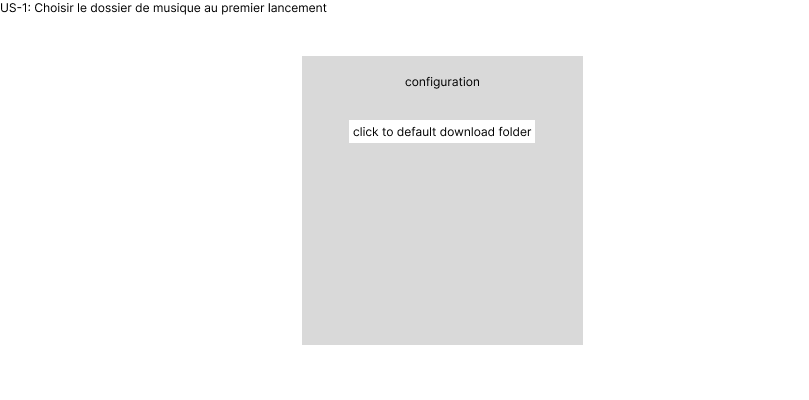 US-1: Choisir le dossier de musique au premier lancement
configuration
click to default download folder